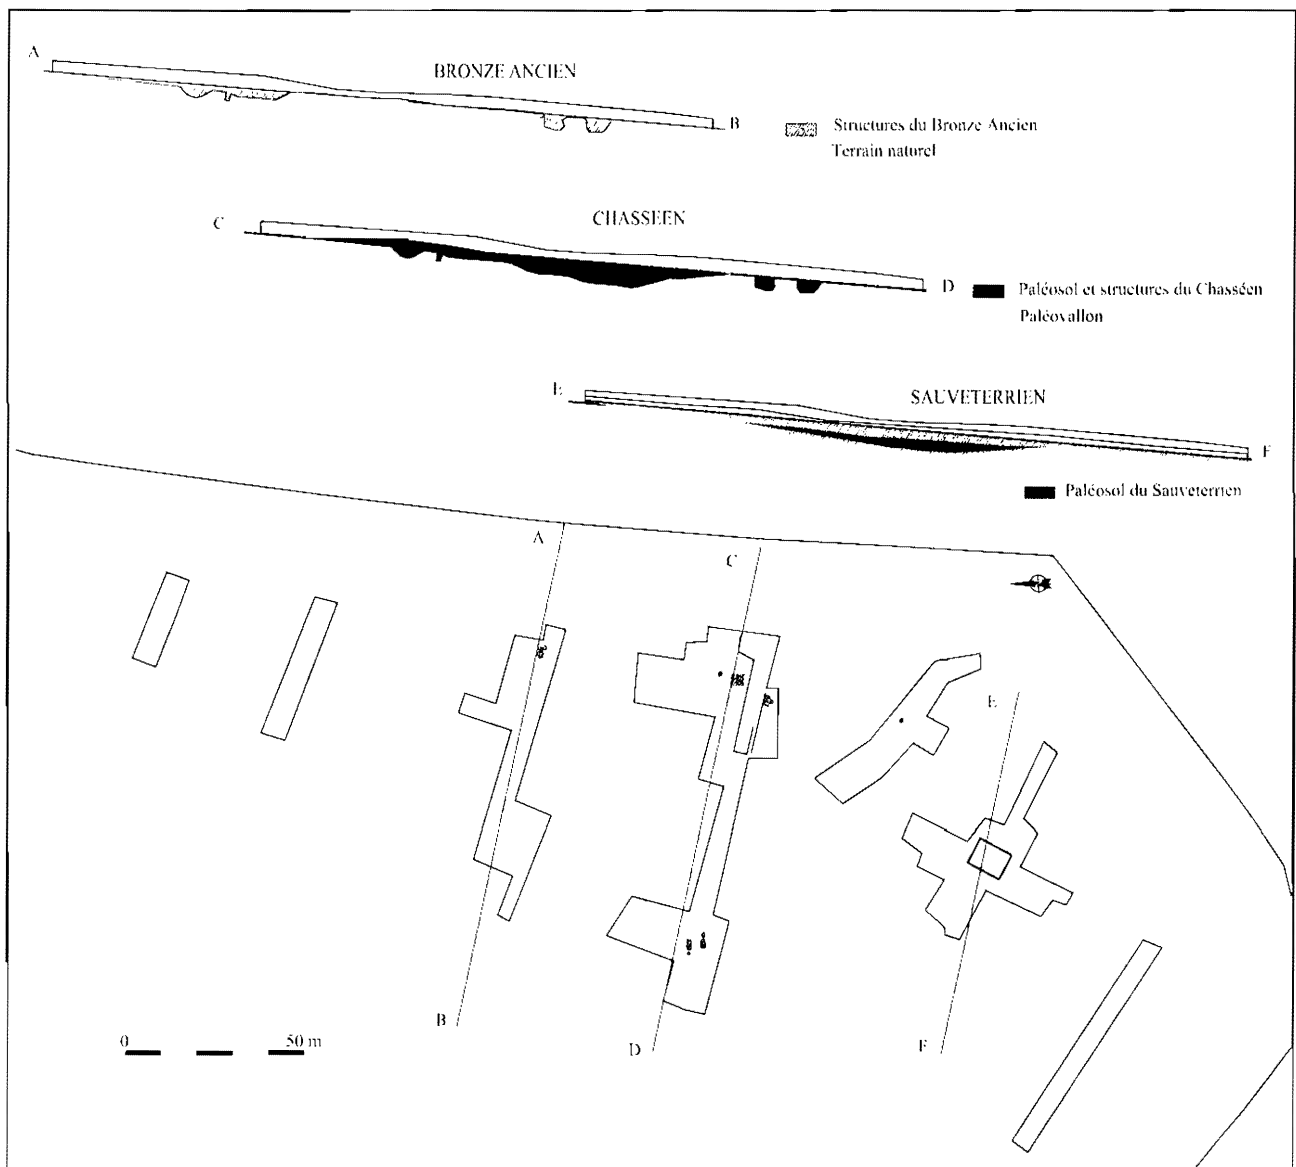 A
BRONZE ANCIEN
B
Structures du Bronze Ancien
Terrain naturel
C
CHASSEEN
D
Paléosol et structures du Chasséen
Paléovallon
E
SAUVETERRIEN
F
Paléosol du Sauveterrien
A
C
E
B
D
F
0 50 m